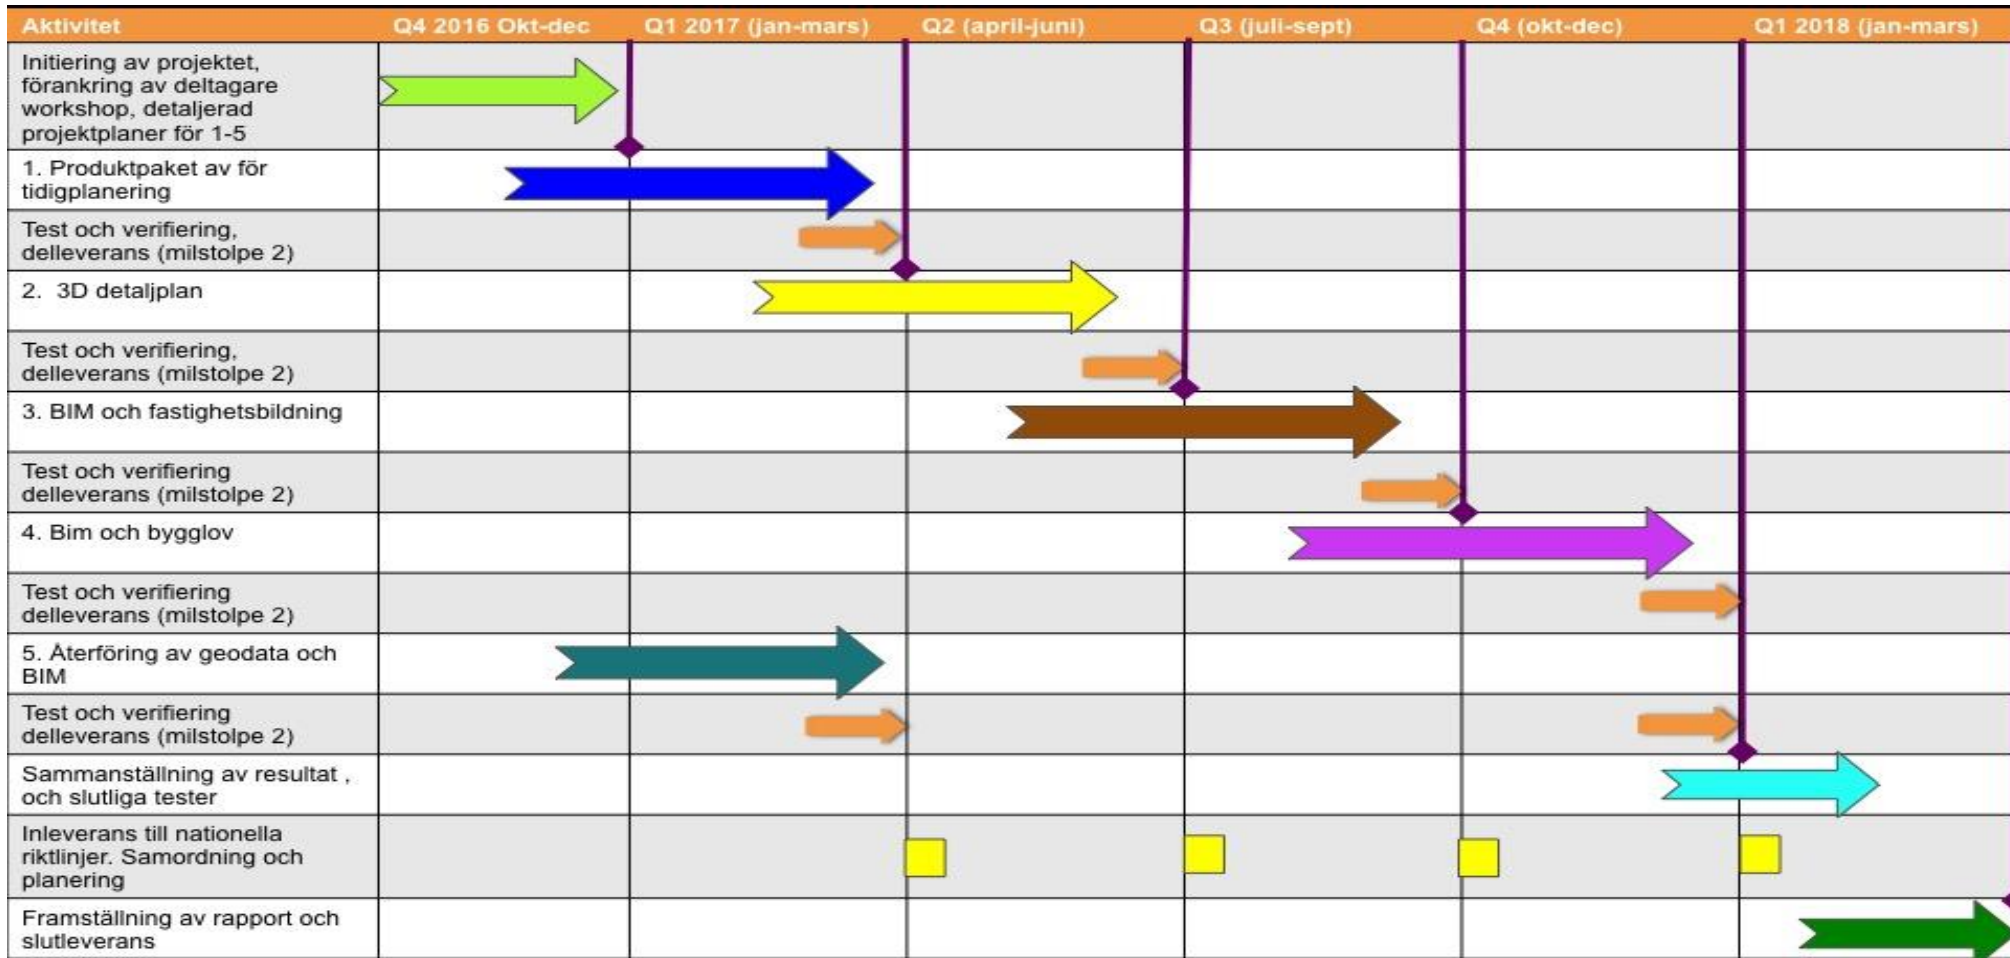 Aktivitet Q4 2016 Okt-dec Q1 2017 (jan-mars) Q2 (april-juni) Q3 (juli-sept) Q4 (okt-dec) Q1 2018 (jan-mars)
Initiering av projektet,
förankring av deltagare
workshop, detaljerad
projektplaner för 1-5
1. Produktpaket av för
tidigplanering
Test och verifiering,
delleverans (milstolpe 2)
2. 3D detaljplan
Test och verifiering,
delleverans (milstolpe 2)
3. BIM och fastighetsbildning
Test och verifiering
delleverans (milstolpe 2)
4. Bim och bygglov
Test och verifiering
delleverans (milstolpe 2)
5. Återföring av geodata och
BIM
Test och verifiering
delleverans (milstolpe 2)
Sammanställning av resultat ,
och slutliga tester
Inleverans till nationella
riktlinjer. Samordning och
planering
Framställning av rapport och
slutleverans